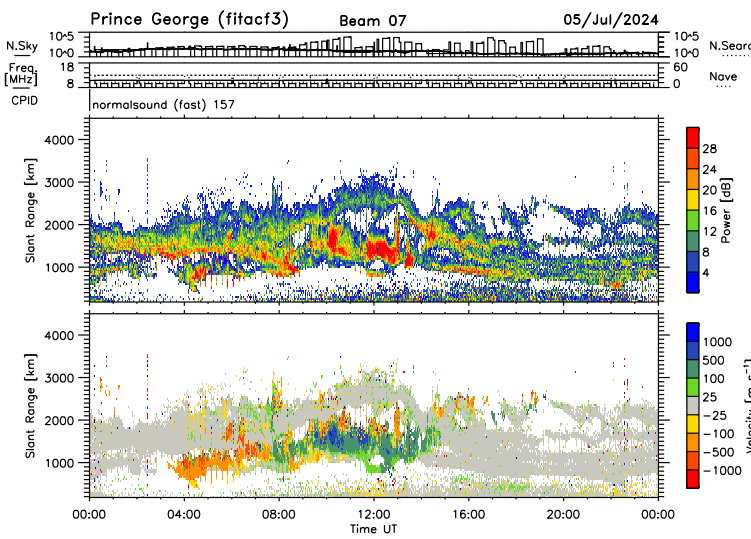 Prince George (fitacf3) Beam 07 05/Jul/2024
N.Sky 10^5 10^5 N.Searc
10^0 10^0
Freq 18 60 Nave
[MHz] 8 0
CPID normalsound (fast) 157
4000
3000
2000
1000
Slant Range [km]
28
24
20
16
12
8
4
Power [dB]
4000
3000
2000
1000
Slant Range [km]
1000
500
100
25
-25
-100
-500
-1000
Velocity [m s^-1]
00:00 04:00 08:00 12:00 16:00 20:00 00:00
Time UT